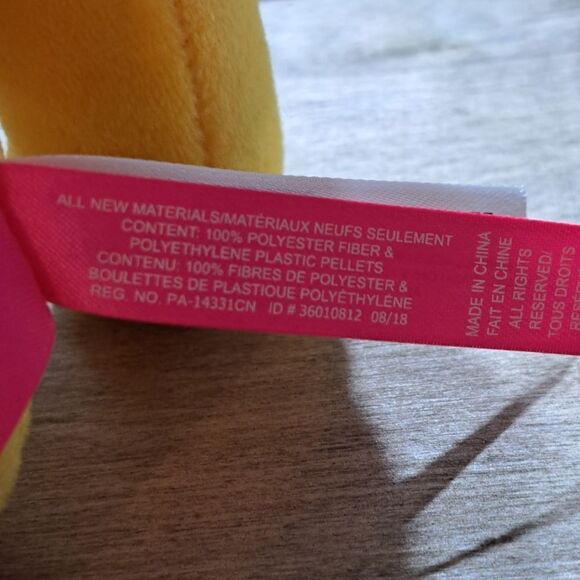 ALL NEW MATERIALS/MATÉRIAUX NEUFS SEULEMENT
CONTENT: 100% POLYESTER FIBER &
POLYETHYLENE PLASTIC PELLETS
CONTENU: 100% FIBRES DE POLYESTER &
BOULETTES DE PLASTIQUE POLYÉTHYLÉNE
REG. NO. PA-14331CN ID # 36010812 08/18
MADE IN CHINA
FAIT EN CHINE
ALL RIGHTS
RESERVED/
TOUS DROITS